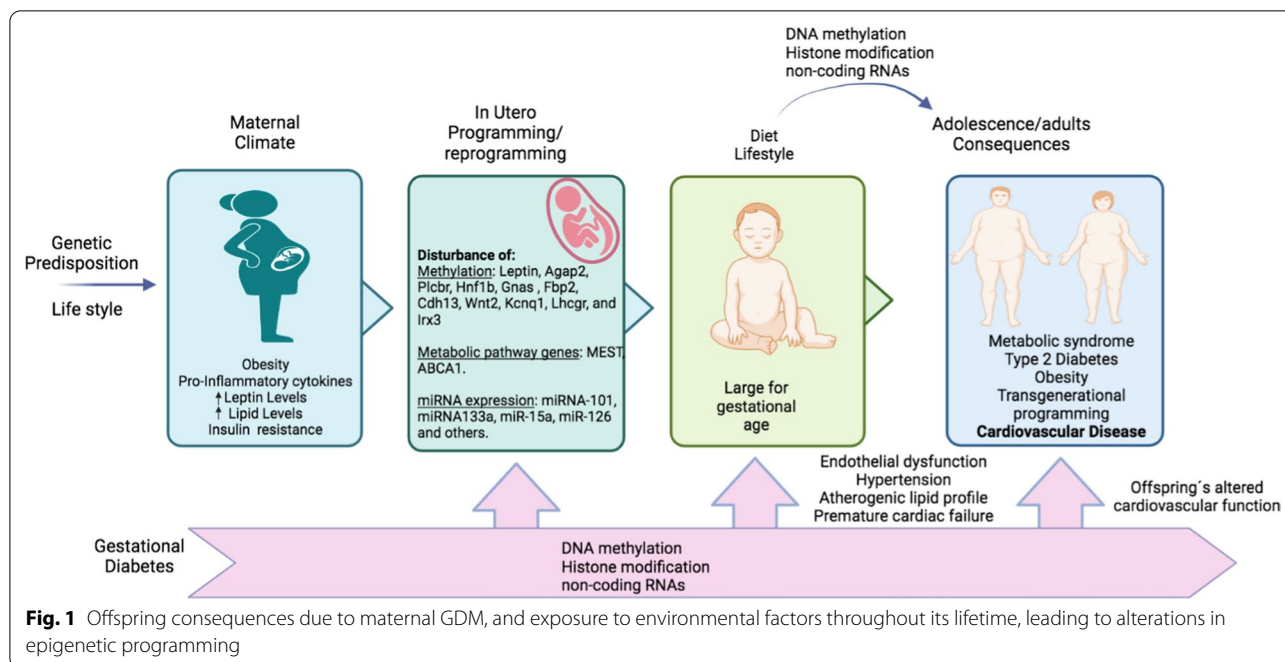 DNA methylation
Histone modification
non-coding RNAs
Maternal
Climate
In Utero
Programming/
reprogramming
Diet
Lifestyle
Adolescence/adults
Consequences
Genetic
Predisposition
Life style
Obesity
Pro-Inflammatory cytokines
↑Leptin Levels
↑ Lipid Levels
Insulin resistance
Disturbance of:
Methylation: Leptin, Agap2,
Plcbr, Hnf1b, Gnas , Fbp2,
Cdh13, Wnt2, Kcnq1, Lhcgr, and
Irx3
Metabolic pathway genes: MEST,
ABCA1.
miRNA expression: miRNA-101,
miRNA133a, miR-15a, miR-126
and others.
Large for
gestational
age
Metabolic syndrome
Type 2 Diabetes
Obesity
Transgenerational
programming
Cardiovascular Disease
Endothelial dysfunction
Hypertension
Atherogenic lipid profile
Premature cardiac failure
Offspring´s altered
cardiovascular function
Gestational
Diabetes
DNA methylation
Histone modification
non-coding RNAs
Fig. 1 Offspring consequences due to maternal GDM, and exposure to environmental factors throughout its lifetime, leading to alterations in
epigenetic programming